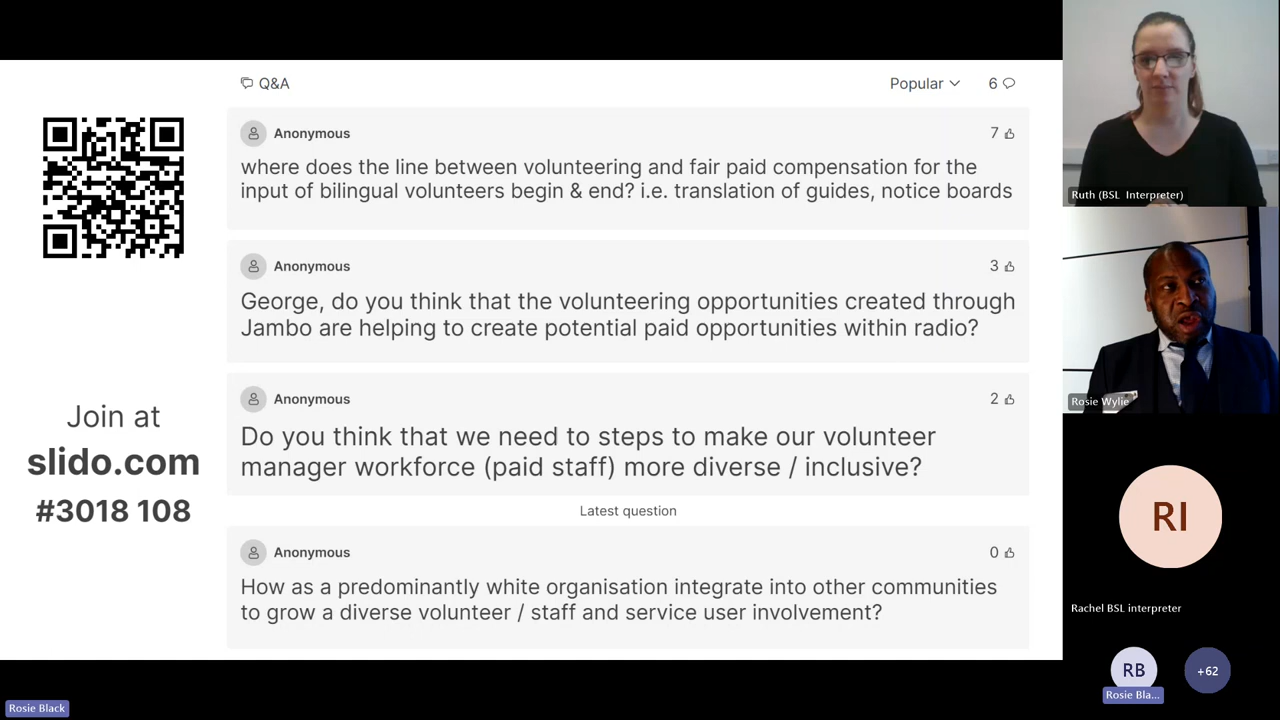 Q&A
Popular
6
Anonymous
7
where does the line between volunteering and fair paid compensation for the
input of bilingual volunteers begin & end? i.e. translation of guides, notice boards
Anonymous
3
George, do you think that the volunteering opportunities created through
Jambo are helping to create potential paid opportunities within radio?
Anonymous
2
Do you think that we need to steps to make our volunteer
manager workforce (paid staff) more diverse / inclusive?
Latest question
Anonymous
0
How as a predominantly white organisation integrate into other communities
to grow a diverse volunteer / staff and service user involvement?
Join at
slido.com
#3018 108
Ruth (BSL Interpreter)
Rosie Wylie
RI
Rachel BSL interpreter
RB
Rosie Bla...
+62
Rosie Black